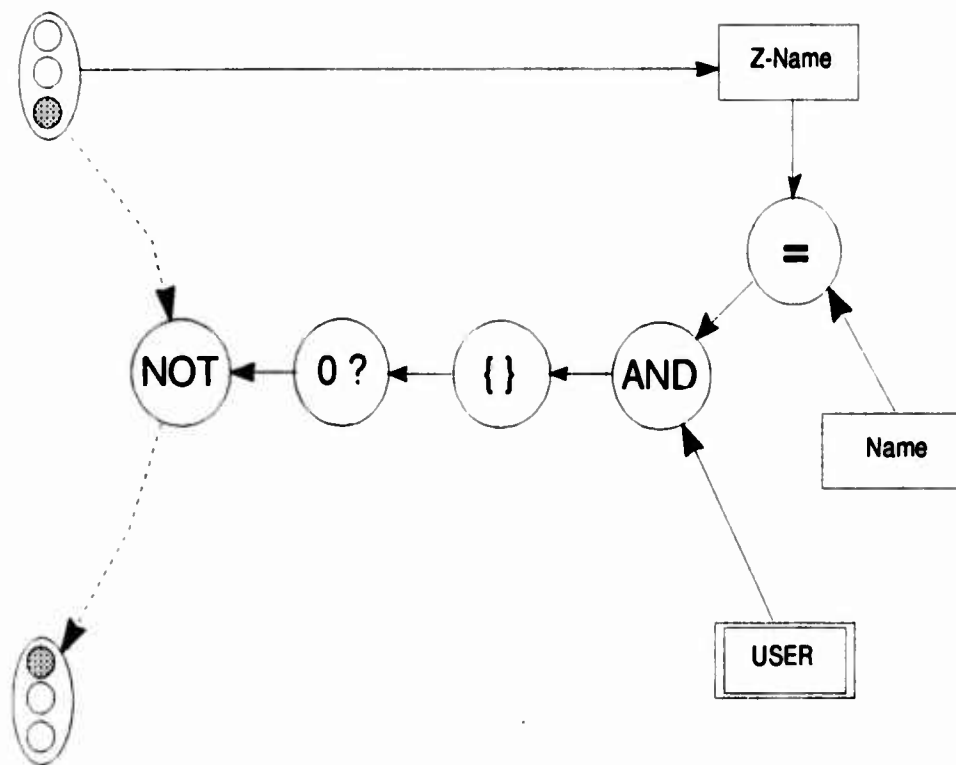 Z-Name
=
NOT
0 ?
{ }
AND
Name
USER